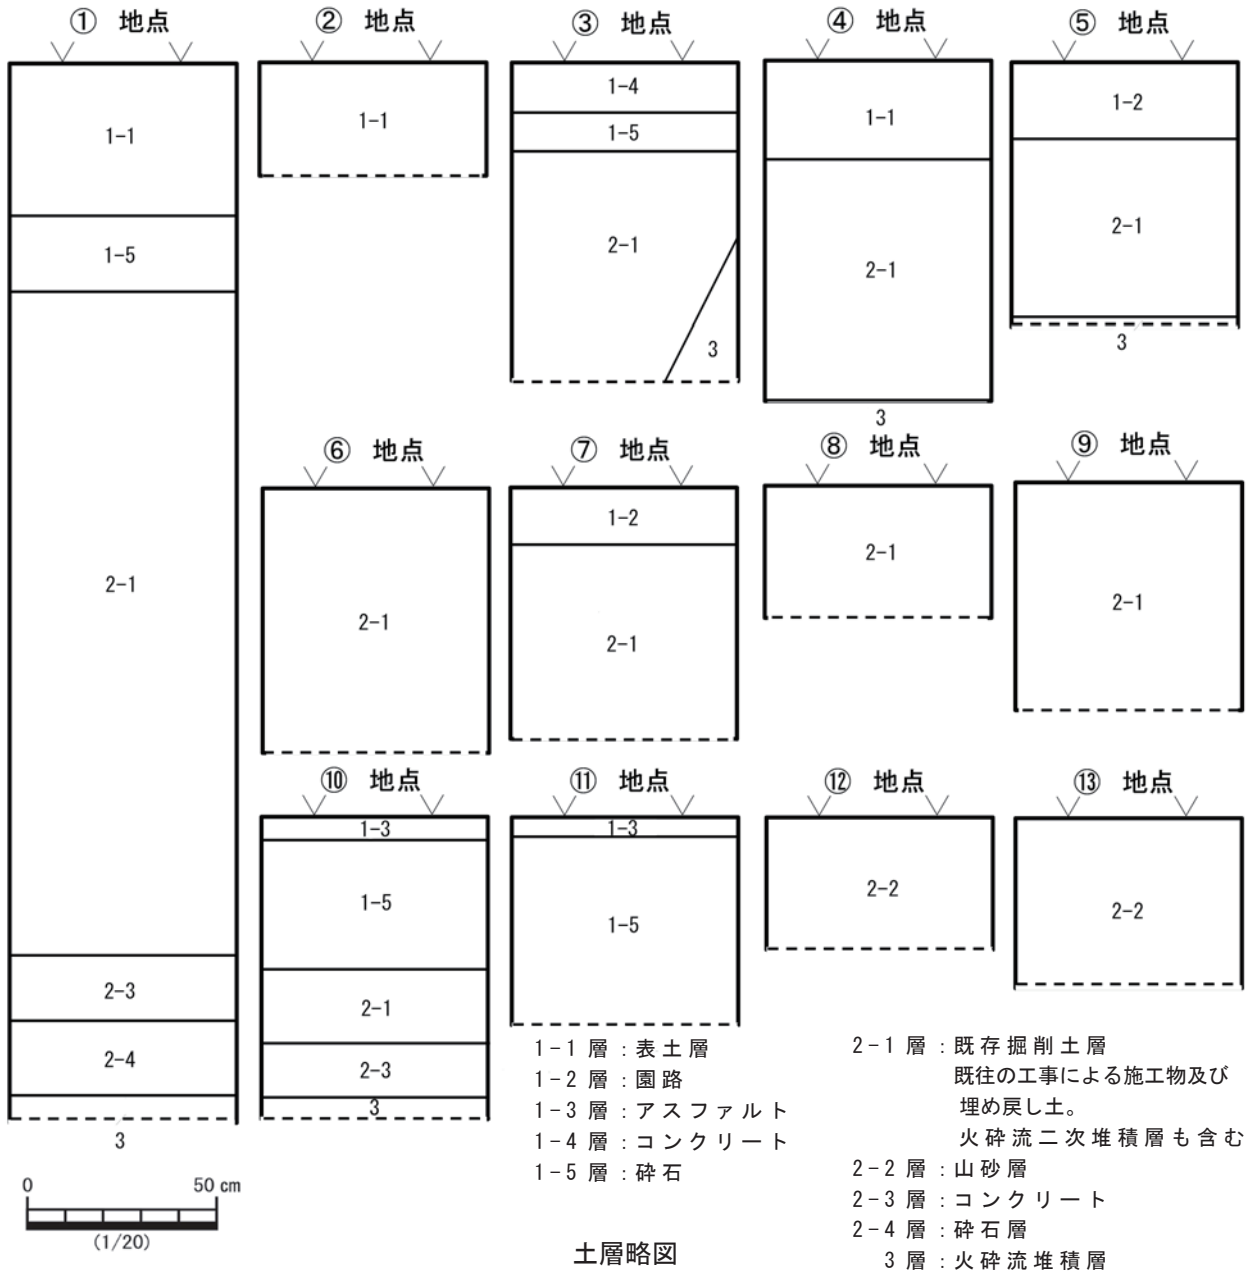 ① 地点
1-1
1-5
2-1
2-3
2-4
3
② 地点
1-1
③ 地点
1-4
1-5
2-1
3
④ 地点
1-1
2-1
3
⑤ 地点
1-2
2-1
3
⑥ 地点
2-1
⑦ 地点
1-2
2-1
⑧ 地点
2-1
⑨ 地点
2-1
⑩ 地点
1-3
1-5
2-1
2-3
3
⑪ 地点
1-3
1-5
⑫ 地点
2-2
⑬ 地点
2-2
1-1 層：表土層
1-2 層：園路
1-3 層：アスファルト
1-4 層：コンクリート
1-5 層：砕石
2-1 層：既存掘削土層
既往の工事による施工物及び
埋め戻し土。
火砕流二次堆積層も含む
2-2 層：山砂層
2-3 層：コンクリート
2-4 層：砕石層
3 層：火砕流堆積層
0 50 cm
(1/20)
土層略図